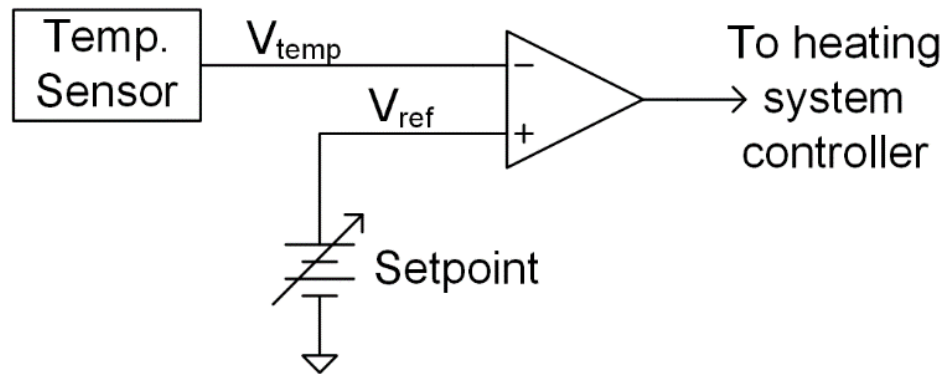 Temp.
Sensor
Vtemp
Vref
−
+
To heating
system
controller
Setpoint